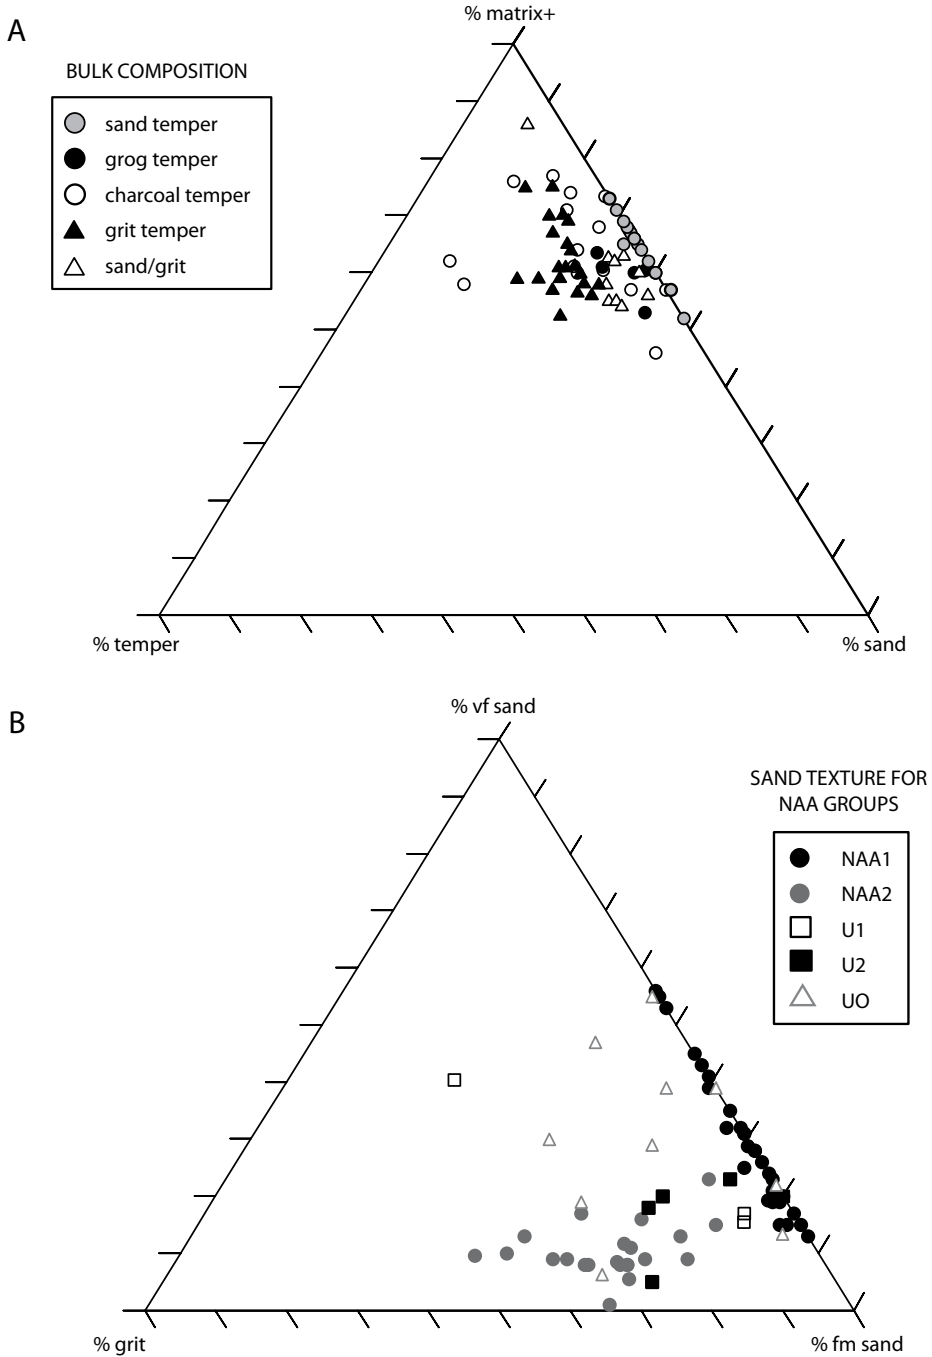 A
% matrix+
BULK COMPOSITION
sand temper
grog temper
charcoal temper
grit temper
sand/grit
% temper
% sand
B
% vf sand
SAND TEXTURE FOR
NAA GROUPS
NAA1
NAA2
U1
U2
UO
% grit
% fm sand